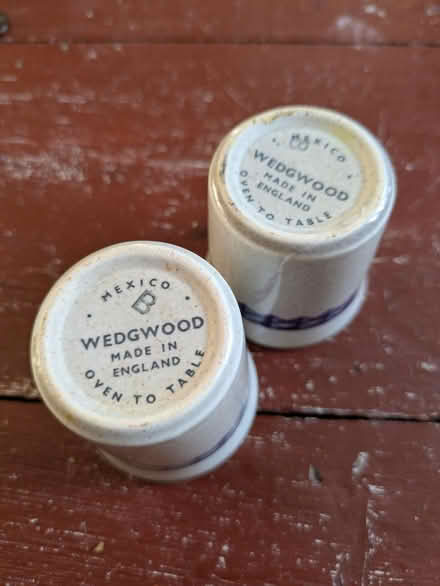 MEXICO
B
WEDGWOOD
MADE IN
ENGLAND
OVEN TO TABLE
MEXICO
WEDGWOOD
MADE IN
ENGLAND
OVEN TO TABLE